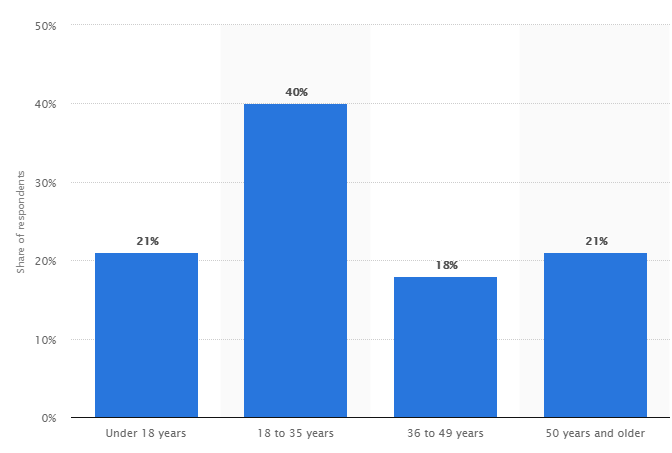 50%
40%
30%
20%
10%
0%
Share of respondents
21%
40%
18%
21%
Under 18 years
18 to 35 years
36 to 49 years
50 years and older